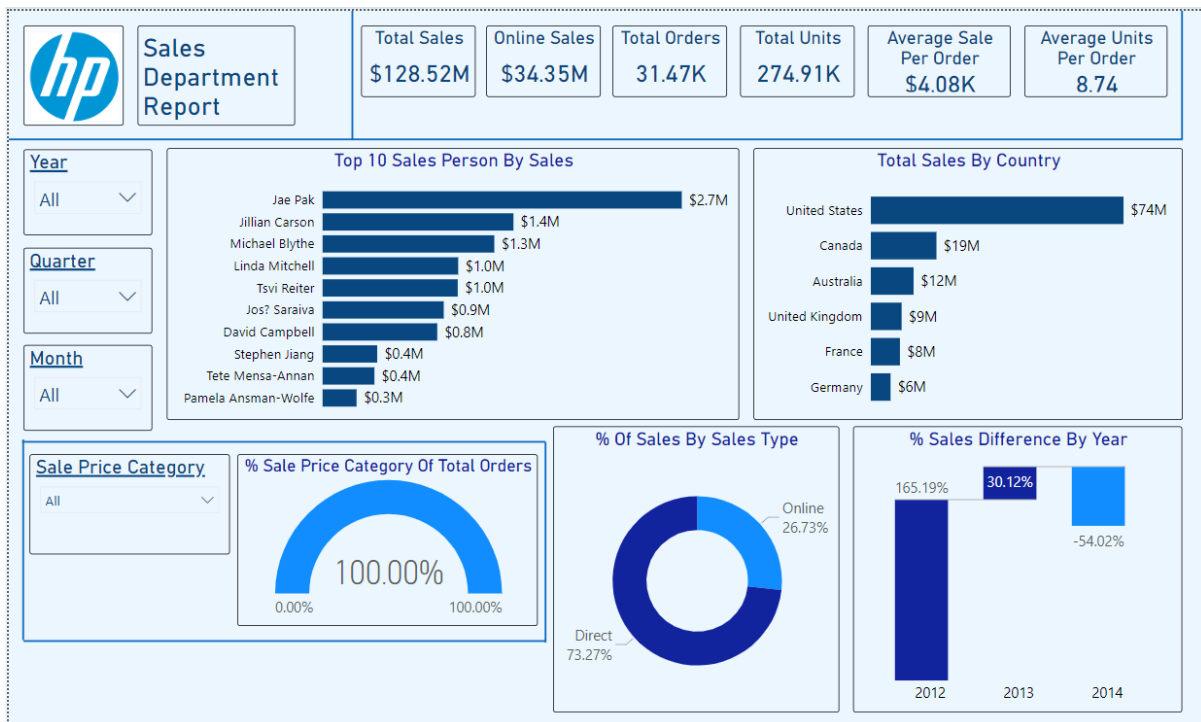 hp
Sales
Department
Report
Total Sales
$128.52M
Online Sales
$34.35M
Total Orders
31.47K
Total Units
274.91K
Average Sale
Per Order
$4.08K
Average Units
Per Order
8.74
Year
All
Quarter
All
Month
All
Top 10 Sales Person By Sales
Jae Pak $2.7M
Jillian Carson $1.4M
Michael Blythe $1.3M
Linda Mitchell $1.0M
Tsvi Reiter $1.0M
Jos? Saraiva $0.9M
David Campbell $0.8M
Stephen Jiang $0.4M
Tete Mensa-Annan $0.4M
Pamela Ansman-Wolfe $0.3M
Total Sales By Country
United States $74M
Canada $19M
Australia $12M
United Kingdom $9M
France $8M
Germany $6M
Sale Price Category
All
% Sale Price Category Of Total Orders
100.00%
0.00% 100.00%
% Of Sales By Sales Type
Online
26.73%
Direct
73.27%
% Sales Difference By Year
165.19%
30.12%
-54.02%
2012 2013 2014